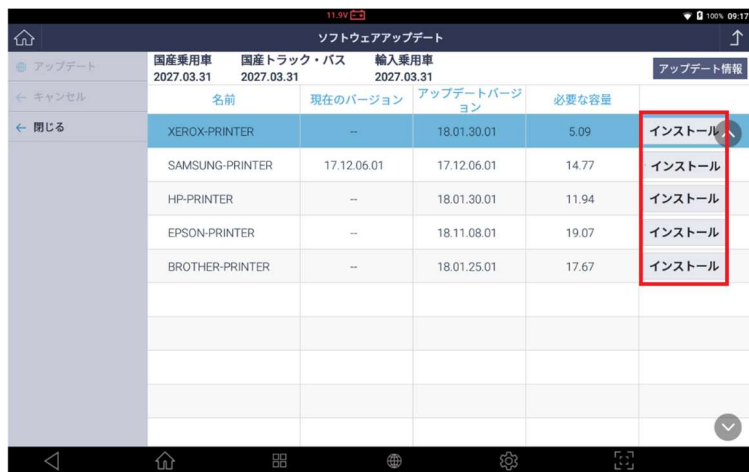 11.9V
100% 09:17
ソフトウェアアップデート
アップデート
キャンセル
閉じる
国産乗用車 国産トラック・バス 輸入乗用車
2027.03.31 2027.03.31 2027.03.31
アップデート情報
名前 現在のバージョン アップデートバージ
ョン 必要な容量
XEROX-PRINTER -- 18.01.30.01 5.09 インストール
SAMSUNG-PRINTER 17.12.06.01 17.12.06.01 14.77 インストール
HP-PRINTER -- 18.01.30.01 11.94 インストール
EPSON-PRINTER -- 18.11.08.01 19.07 インストール
BROTHER-PRINTER -- 18.01.25.01 17.67 インストール